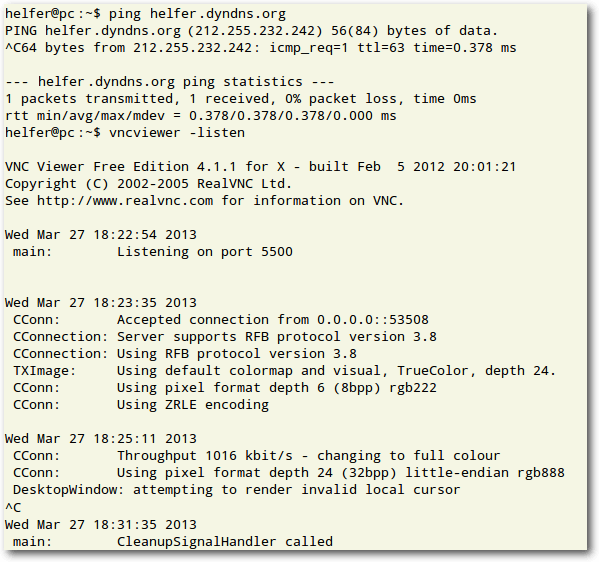 helfer@pc:~$ ping helfer.dyndns.org
PING helfer.dyndns.org (212.255.232.242) 56(84) bytes of data.
^C64 bytes from 212.255.232.242: icmp_req=1 ttl=63 time=0.378 ms

--- helfer.dyndns.org ping statistics ---
1 packets transmitted, 1 received, 0% packet loss, time 0ms
rtt min/avg/max/mdev = 0.378/0.378/0.378/0.000 ms
helfer@pc:~$ vncviewer -listen

VNC Viewer Free Edition 4.1.1 for X - built Feb  5 2012 20:01:21
Copyright (C) 2002-2005 RealVNC Ltd.
See http://www.realvnc.com for information on VNC.

Wed Mar 27 18:22:54 2013
 main:        Listening on port 5500

Wed Mar 27 18:23:35 2013
 CConn:       Accepted connection from 0.0.0.0::53508
 CConnection: Server supports RFB protocol version 3.8
 CConnection: Using RFB protocol version 3.8
 TXImage:     Using default colormap and visual, TrueColor, depth 24.
 CConn:       Using pixel format depth 6 (8bpp) rgb222
 CConn:       Using ZRLE encoding

Wed Mar 27 18:25:11 2013
 CConn:       Throughput 1016 kbit/s - changing to full colour
 CConn:       Using pixel format depth 24 (32bpp) little-endian rgb888
 DesktopWindow: attempting to render invalid local cursor
^C
Wed Mar 27 18:31:35 2013
 main:        CleanupSignalHandler called